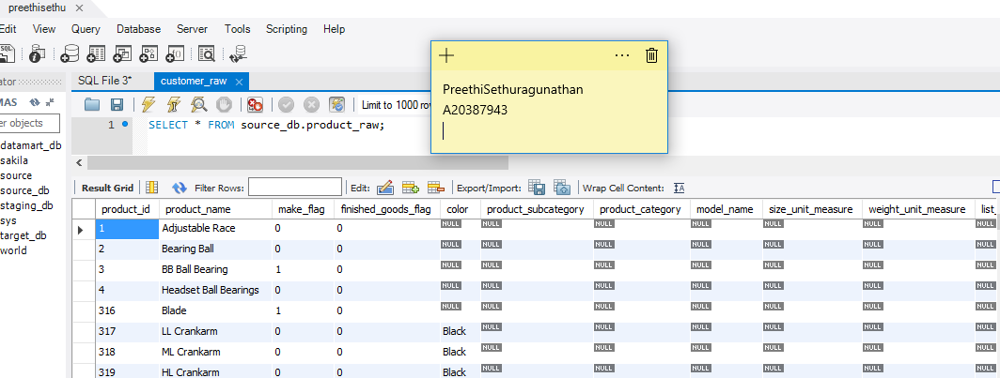 preethisethu
Edit View Query Database Server Tools Scripting Help
PreethiSethuragunathan
A20387943
SQL File 3* customer_raw
Limit to 1000
1 SELECT * FROM source_db.product_raw;
datamart_db
sakila
source
source_db
staging_db
sys
target_db
world
Result Grid Filter Rows: Edit: Export/Import: Wrap Cell Content:
product_id product_name make_flag finished_goods_flag color product_subcategory product_category model_name size_unit_measure weight_unit_measure list_
1 Adjustable Race 0 0 NULL NULL NULL NULL NULL NULL NULL
2 Bearing Ball 0 0 NULL NULL NULL NULL NULL NULL NULL
3 BB Ball Bearing 1 0 NULL NULL NULL NULL NULL NULL NULL
4 Headset Ball Bearings 0 0 NULL NULL NULL NULL NULL NULL NULL
316 Blade 1 0 NULL NULL NULL NULL NULL NULL NULL
317 LL Crankarm 0 0 Black NULL NULL NULL NULL NULL NULL
318 ML Crankarm 0 0 Black NULL NULL NULL NULL NULL NULL
319 HL Crankarm 0 0 Black NULL NULL NULL NULL NULL NULL